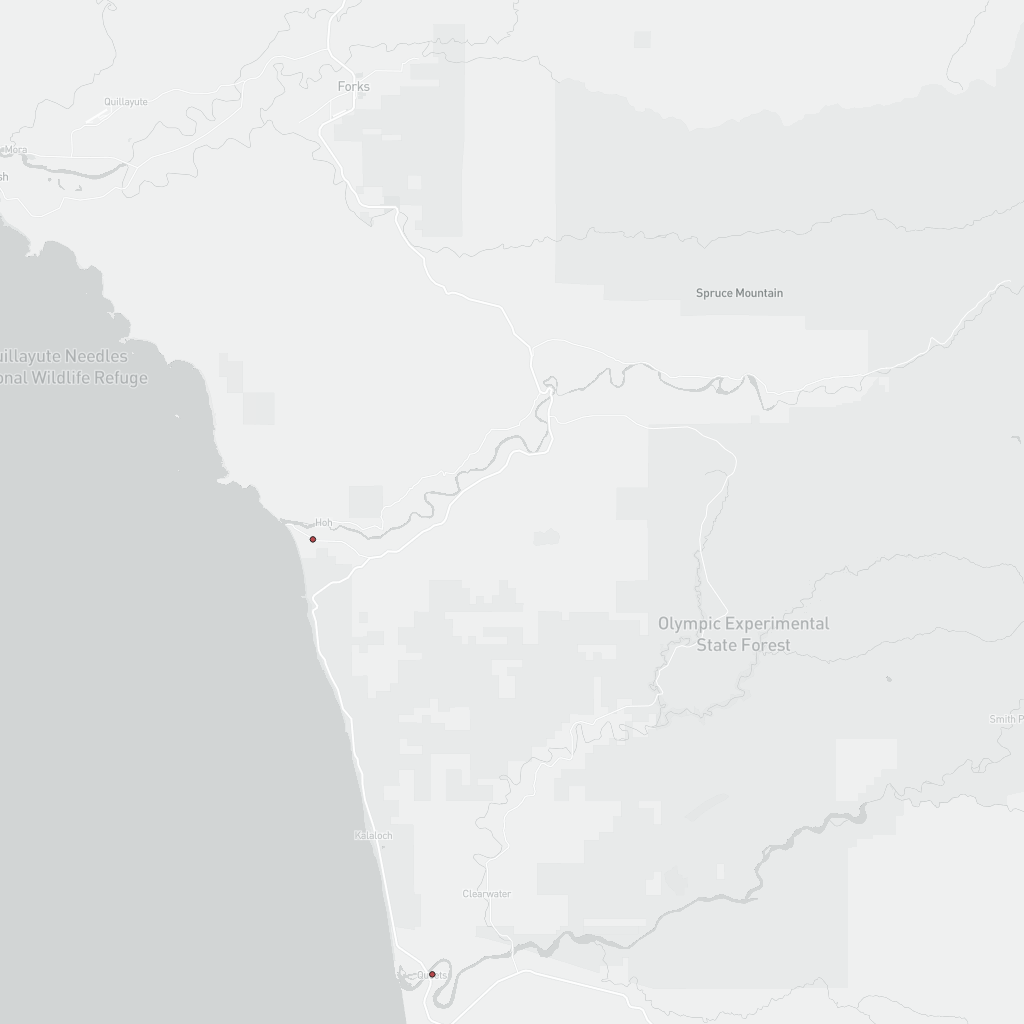 Forks
Quillayute
Mora
sh
Spruce Mountain
uillayute Needles
onal Wildlife Refuge
Hoh
Olympic Experimental
State Forest
Smith P
Kalaloch
Clearwater
Queets